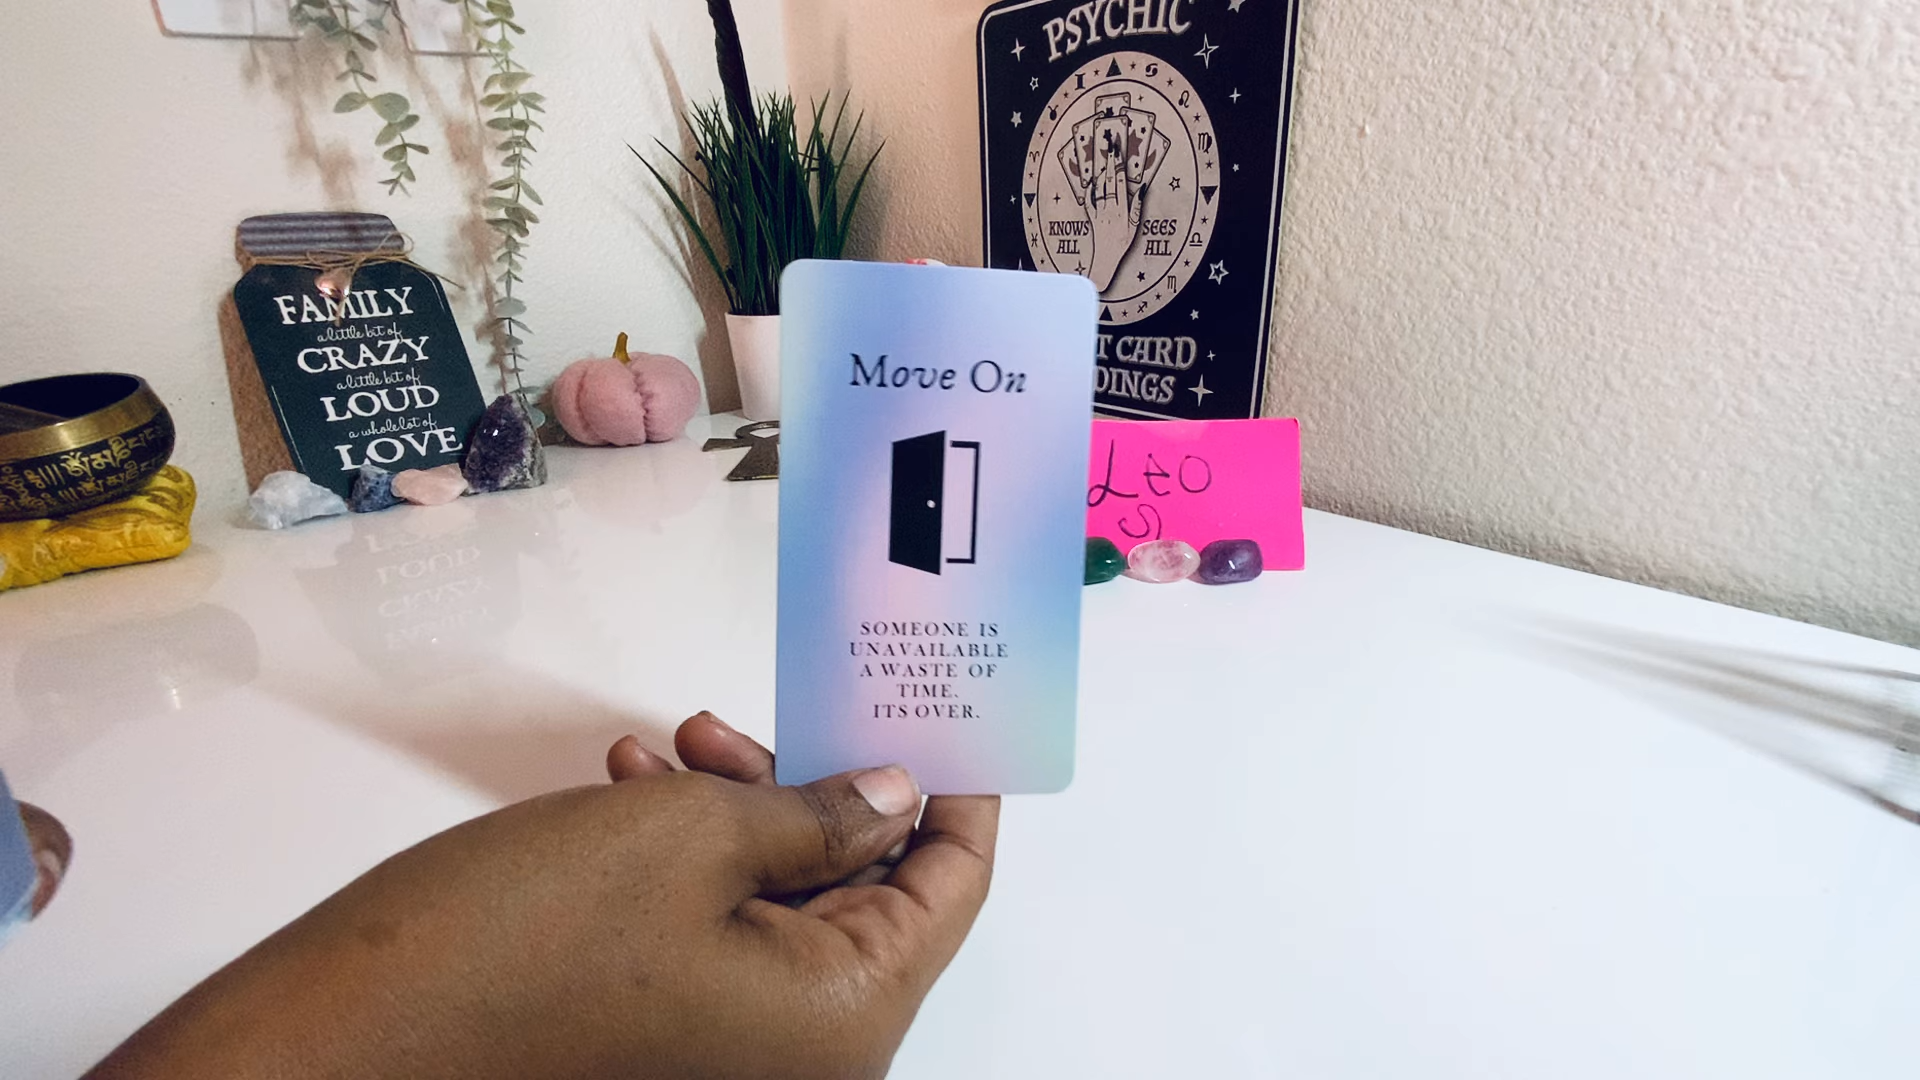 FAMILY
a little bit of
CRAZY
a little bit of
LOUD
a whole lot of
LOVE
PSYCHIC
KNOWS
ALL
SEES
ALL
T CARD
DINGS
Move On
SOMEONE IS
UNAVAILABLE
A WASTE OF
TIME.
ITS OVER.
Leo
S